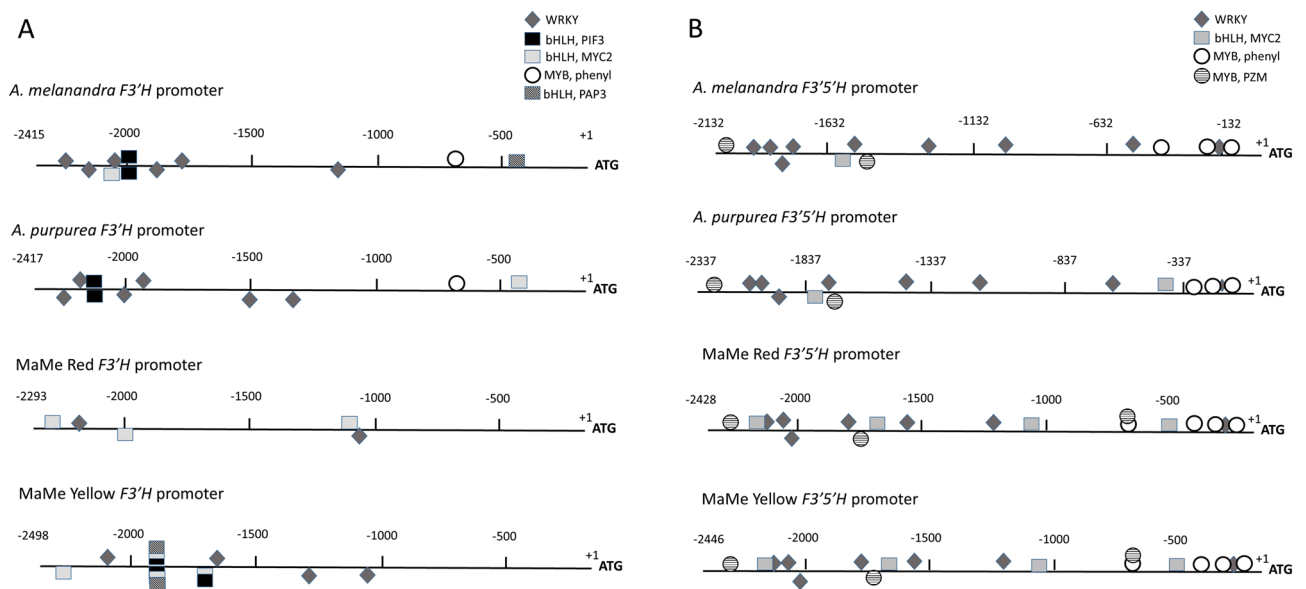 A
WRKY
bHLH, PIF3
bHLH, MYC2
MYB, phenyl
bHLH, PAP3
A. melanandra F3'H promoter
-2415 -2000 -1500 -1000 -500 +1
ATG
A. purpurea F3'H promoter
-2417 -2000 -1500 -1000 -500 +1
ATG
MaMe Red F3'H promoter
-2293 -2000 -1500 -1000 -500 +1
ATG
MaMe Yellow F3'H promoter
-2498 -2000 -1500 -1000 -500 +1
ATG
B
WRKY
bHLH, MYC2
MYB, phenyl
MYB, PZM
A. melanandra F3'5'H promoter
-2132 -1632 -1132 -632 -132 +1
ATG
A. purpurea F3'5'H promoter
-2337 -1837 -1337 -837 -337 +1
ATG
MaMe Red F3'5'H promoter
-2428 -2000 -1500 -1000 -500 +1
ATG
MaMe Yellow F3'5'H promoter
-2446 -2000 -1500 -1000 -500 +1
ATG